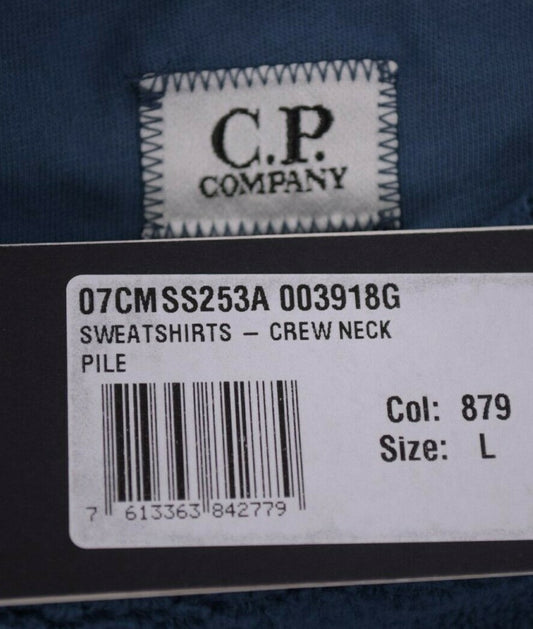 C.P.
COMPANY
07CMSS253A 003918G
SWEATSHIRTS – CREW NECK
PILE
Col: 879
Size: L
7 613363 842779